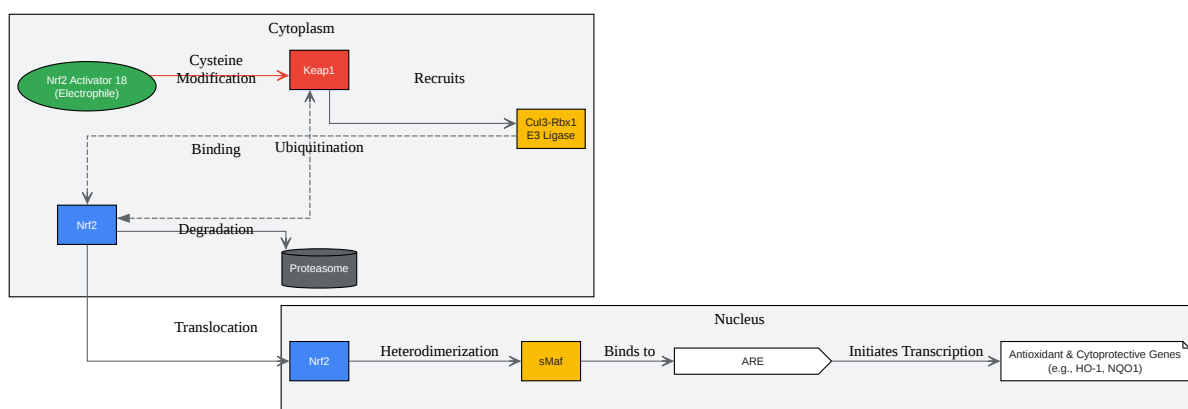 Cytoplasm
Cysteine
Modification
Nrf2 Activator 18
(Electrophile)
Keap1
Recruits
Cul3-Rbx1
E3 Ligase
Binding
Ubiquitination
Nrf2
Degradation
Proteasome
Translocation
Nucleus
Nrf2
Heterodimerization
sMaf
Binds to
ARE
Initiates Transcription
Antioxidant & Cytoprotective Genes
(e.g., HO-1, NQO1)